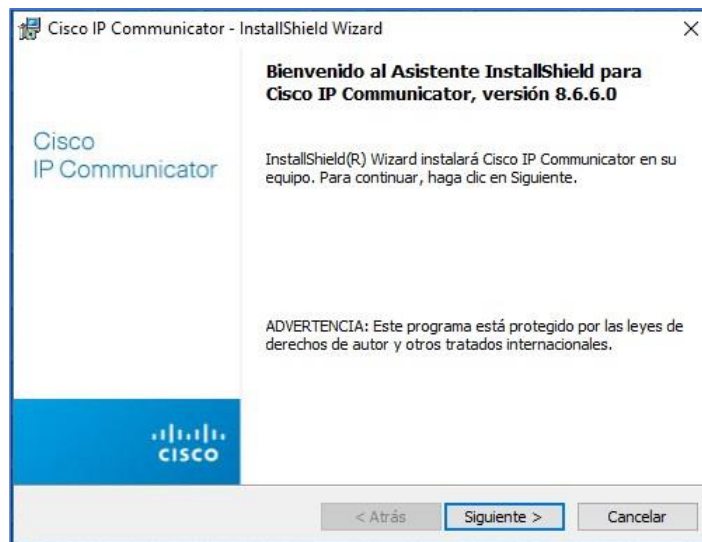 Cisco IP Communicator - InstallShield Wizard
Bienvenido al Asistente InstallShield para
Cisco IP Communicator, versión 8.6.6.0
Cisco
IP Communicator
InstallShield(R) Wizard instalará Cisco IP Communicator en su
equipo. Para continuar, haga clic en Siguiente.
ADVERTENCIA: Este programa está protegido por las leyes de
derechos de autor y otros tratados internacionales.
CISCO
< Atrás
Siguiente >
Cancelar